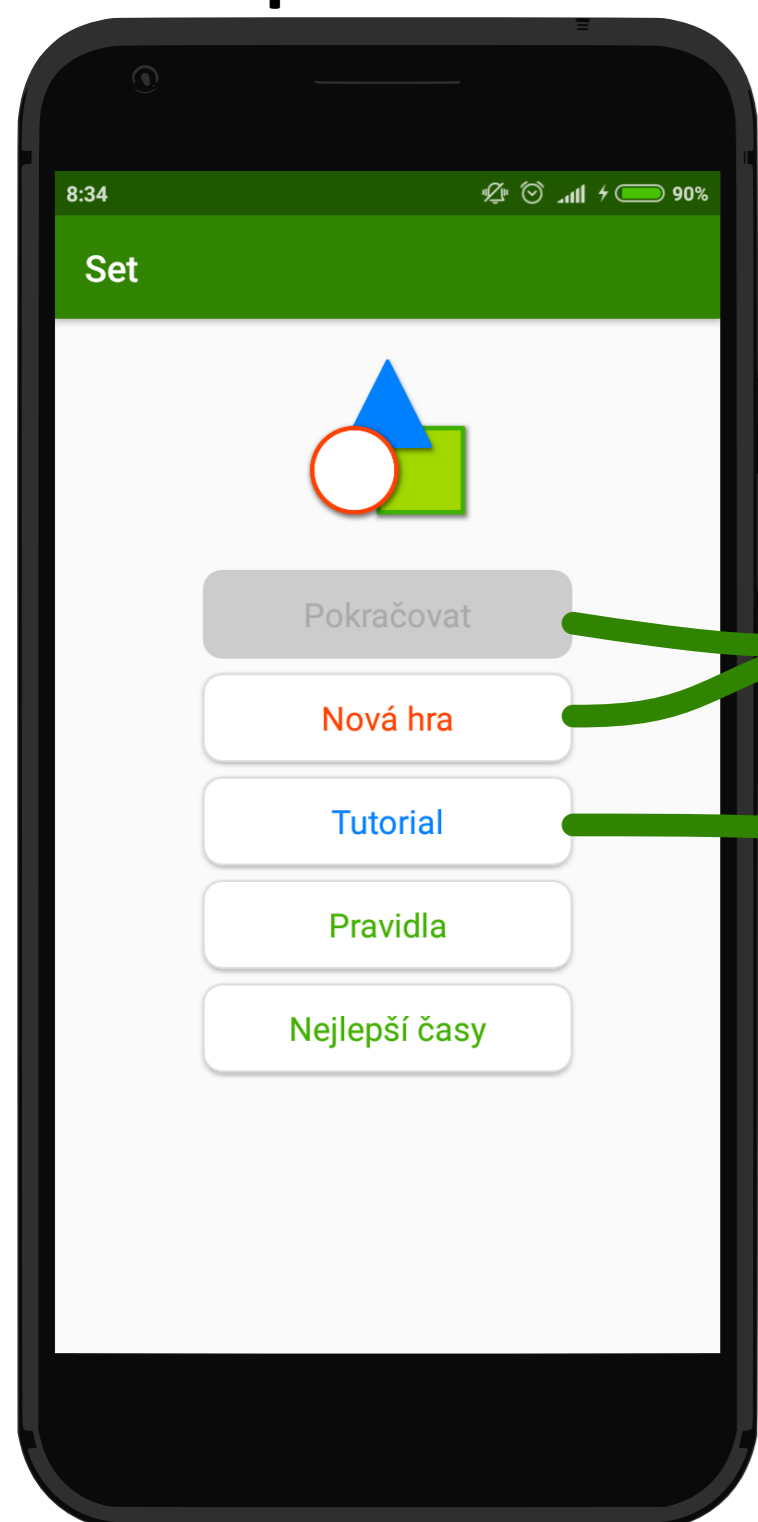 8:34
90%
Set
Pokračovat
Nová hra
Tutorial
Pravidla
Nejlepší časy